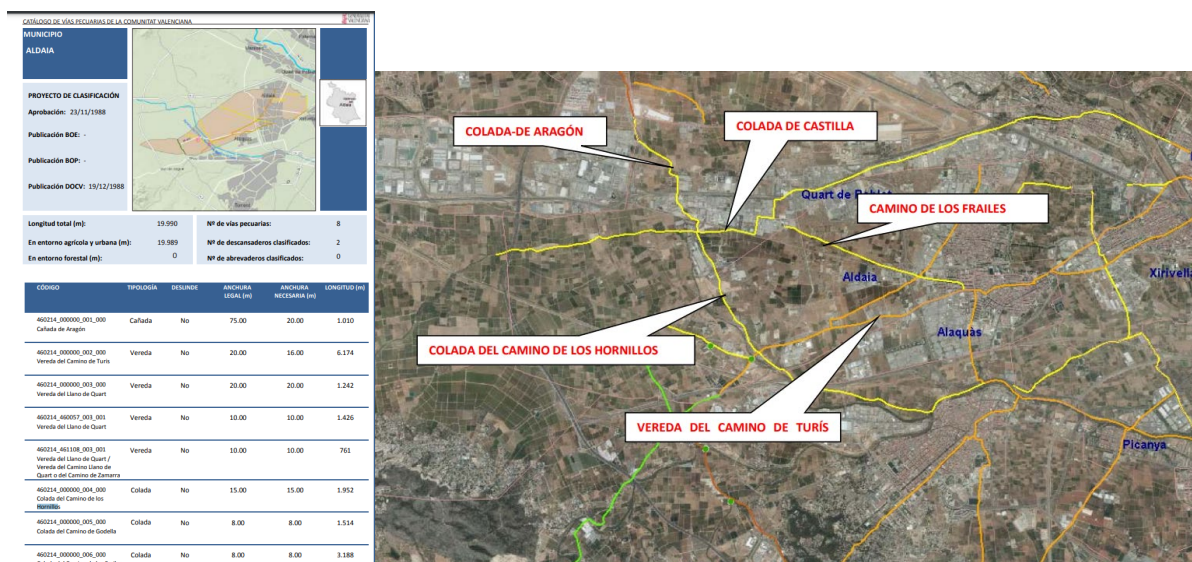 CATÁLOGO DE VÍAS PECUARIAS DE LA COMUNITAT VALENCIANA
GENERALITAT
VALENCIANA
MUNICIPIO
ALDAIA
PROYECTO DE CLASIFICACIÓN
Aprobación: 23/11/1988
Publicación BOE: -
Publicación BOP: -
Publicación DOCV: 19/12/1988
Longitud total (m): 19.990 Nº de vías pecuarias: 8
En entorno agrícola y urbana (m): 19.989 Nº de descansaderos clasificados: 2
En entorno forestal (m): 0 Nº de abrevaderos clasificados: 0
CÓDIGO TIPOLOGÍA DESLINDE ANCHURA LEGAL (m) ANCHURA NECESARIA (m) LONGITUD (m)
460214_000000_001_000 Cañada No 75.00 20.00 1.010
Cañada de Aragón
460214_000000_002_000 Vereda No 20.00 16.00 6.174
Vereda del Camino de Turis
460214_000000_003_000 Vereda No 20.00 20.00 1.242
Vereda del Llano de Quart
460214_460057_003_001 Vereda No 10.00 10.00 1.426
Vereda del Llano de Quart
460214_461108_003_001 Vereda No 10.00 10.00 761
Vereda del Llano de Quart /
Vereda del Camino Llano de
Quart o del Camino de Zamarra
460214_000000_004_000 Colada No 15.00 15.00 1.952
Colada del Camino de los
Hornillos
460214_000000_005_000 Colada No 8.00 8.00 1.514
Colada del Camino de Godella
460214_000000_006_000 Colada No 8.00 8.00 3.188
COLADA-DE ARAGÓN
COLADA DE CASTILLA
Quart de Poblet
CAMINO DE LOS FRAILES
Aldaia
Xirivella
Alaquàs
COLADA DEL CAMINO DE LOS HORNILLOS
VEREDA DEL CAMINO DE TURÍS
Picanya